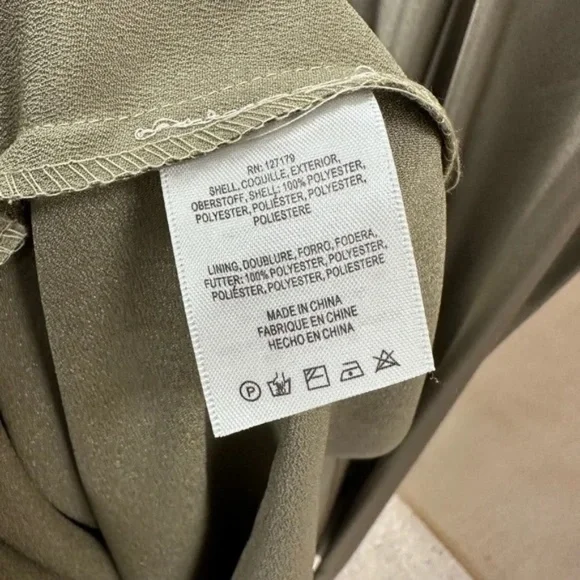 RN: 127179
SHELL, COQUILLE, EXTERIOR,
OBERSTOFF, SHELL: 100% POLYESTER,
POLYESTER, POLIÉSTER, POLYESTER,
POLIESTERE
LINING, DOUBLURE, FORRO, FODERA,
FUTTER: 100% POLYESTER, POLYESTER,
POLIÉSTER, POLYESTER, POLIESTERE
MADE IN CHINA
FABRIQUE EN CHINE
HECHO EN CHINA
P